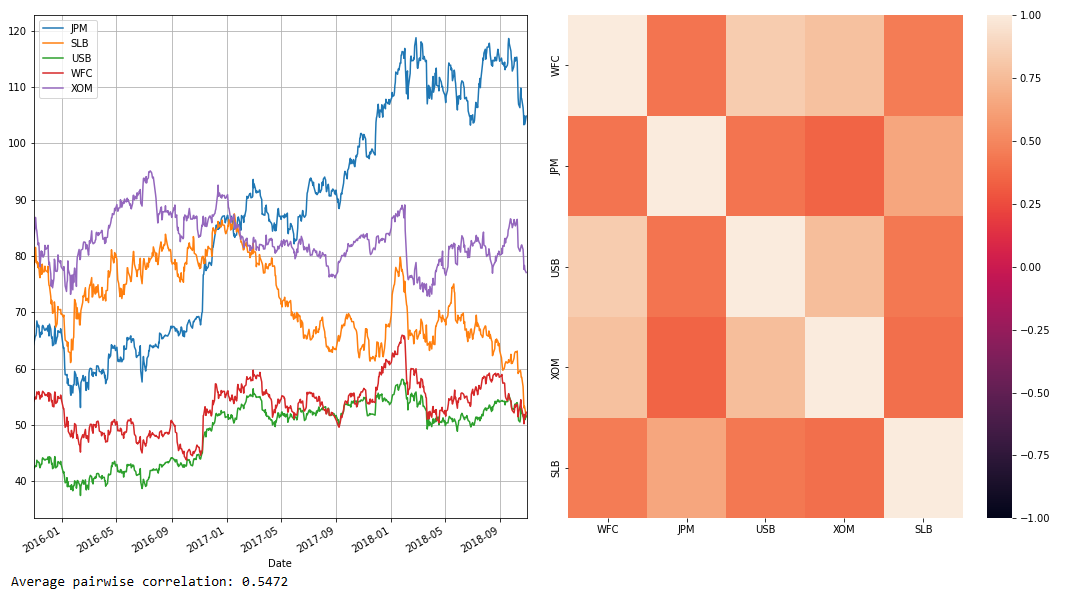 120
110
100
90
80
70
60
50
40
JPM
SLB
USB
WFC
XOM
2016-01
2016-05
2016-09
2017-01
2017-05
2017-09
2018-01
2018-05
2018-09
Date
WFC
JPM
USB
XOM
SLB
WFC
JPM
USB
XOM
SLB
1.00
0.75
0.50
0.25
0.00
−0.25
−0.50
−0.75
−1.00
Average pairwise correlation: 0.5472